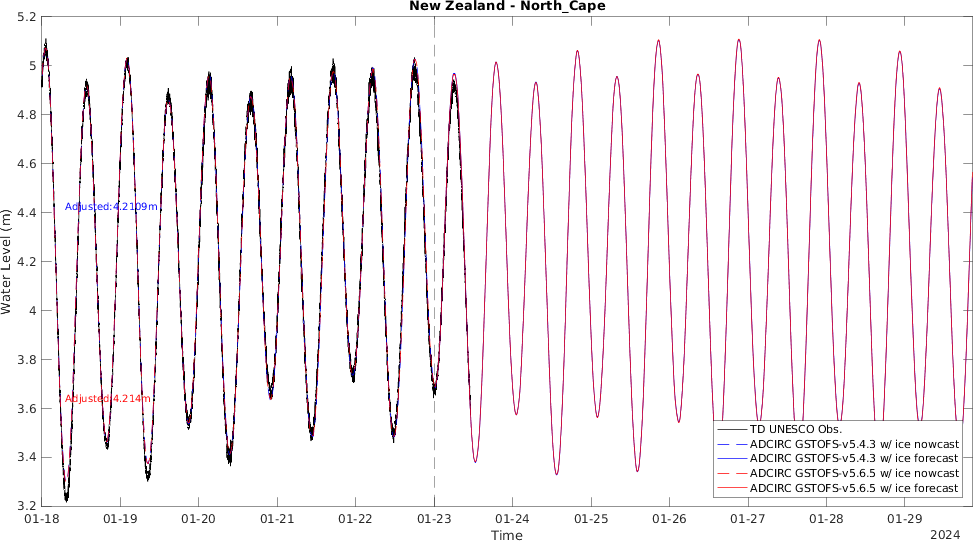 New Zealand - North_Cape
5.2
5
4.8
4.6
4.4
4.2
4
3.8
3.6
3.4
3.2
Water Level (m)
Adjusted:4.2109m
Adjusted:4.214m
TD UNESCO Obs.
ADCIRC GSTOFS-v5.4.3 w/ ice nowcast
ADCIRC GSTOFS-v5.4.3 w/ ice forecast
ADCIRC GSTOFS-v5.6.5 w/ ice nowcast
ADCIRC GSTOFS-v5.6.5 w/ ice forecast
01-18 01-19 01-20 01-21 01-22 01-23 01-24 01-25 01-26 01-27 01-28 01-29
Time
2024